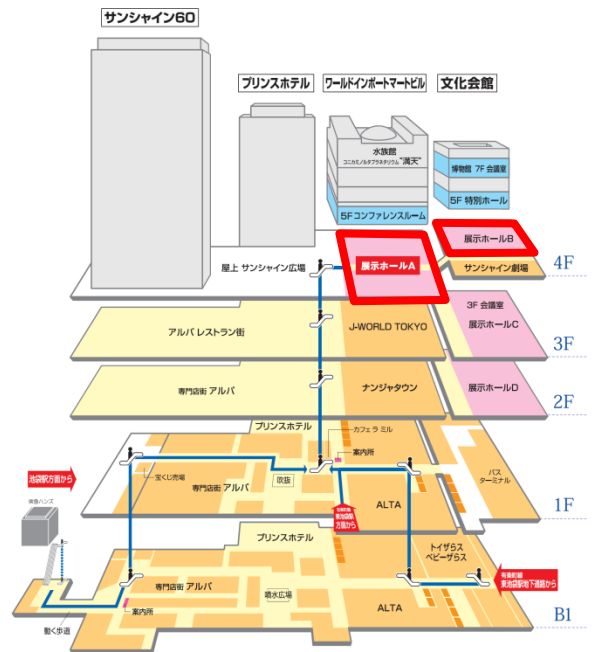 サンシャイン60
プリンスホテル
ワールドインポートマートビル
文化会館
水族館
コニカミノルタプラネタリウム"満天"
博物館 7F 会議室
5F 特別ホール
5F コンファレンスルーム
展示ホールB
屋上 サンシャイン広場
展示ホールA
サンシャイン劇場
4F
3F 会議室
アルパ レストラン街
J-WORLD TOKYO
展示ホールC
3F
専門店街 アルパ
ナンジャタウン
展示ホールD
2F
プリンスホテル
カフェ ラ ミル
案内所
池袋駅方面から
宝くじ売場
専門店街 アルパ
吹抜
バス
ターミナル
東池袋駅
方面から
ALTA
1F
東急ハンズ
プリンスホテル
トイザらス
ベビーザらス
有楽町線
東池袋駅地下通路から
専門店街 アルパ
噴水広場
案内所
ALTA
動く歩道
B1